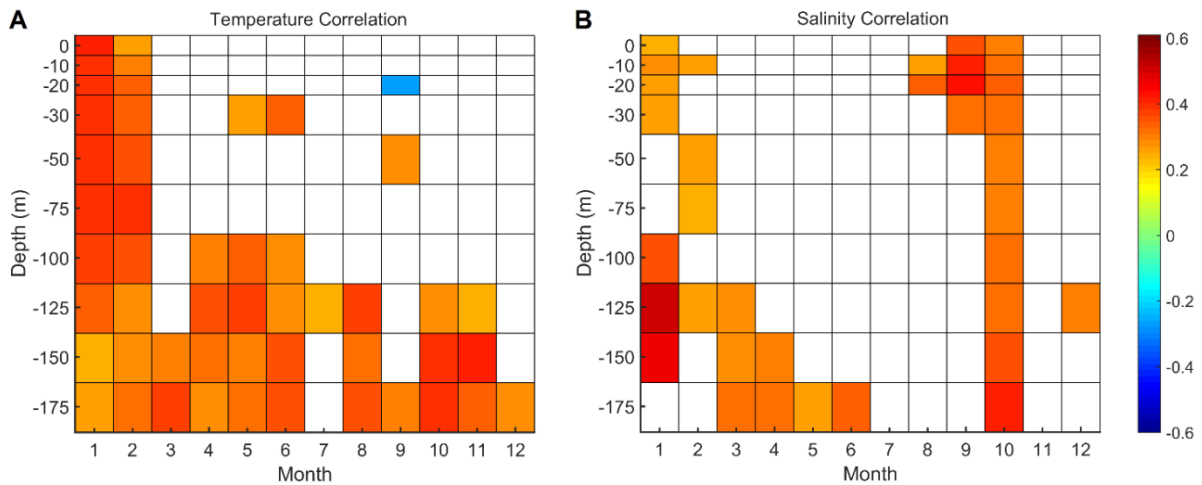 A
Temperature Correlation
0
-10
-20
-30
-50
-75
-100
-125
-150
-175
Depth (m)
1 2 3 4 5 6 7 8 9 10 11 12
Month
B
Salinity Correlation
0
-10
-20
-30
-50
-75
-100
-125
-150
-175
Depth (m)
1 2 3 4 5 6 7 8 9 10 11 12
Month
0.6
0.4
0.2
0
-0.2
-0.4
-0.6